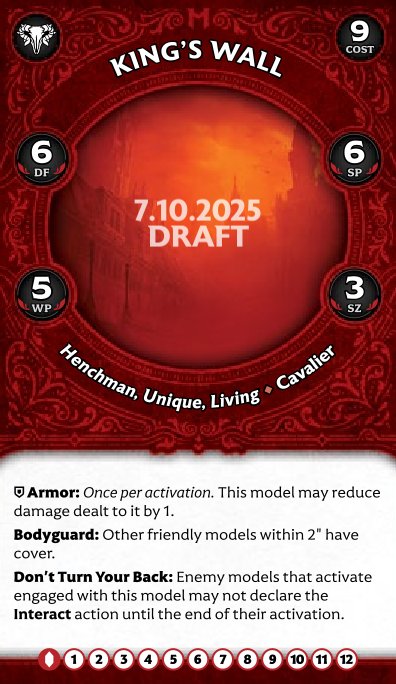 9
COST
KING'S WALL
6
DF
6
SP
7.10.2025
DRAFT
5
WP
3
SZ
Henchman, Unique, Living ♦ Cavalier
Armor: Once per activation. This model may reduce
damage dealt to it by 1.
Bodyguard: Other friendly models within 2" have
cover.
Don't Turn Your Back: Enemy models that activate
engaged with this model may not declare the
Interact action until the end of their activation.
1 2 3 4 5 6 7 8 9 10 11 12